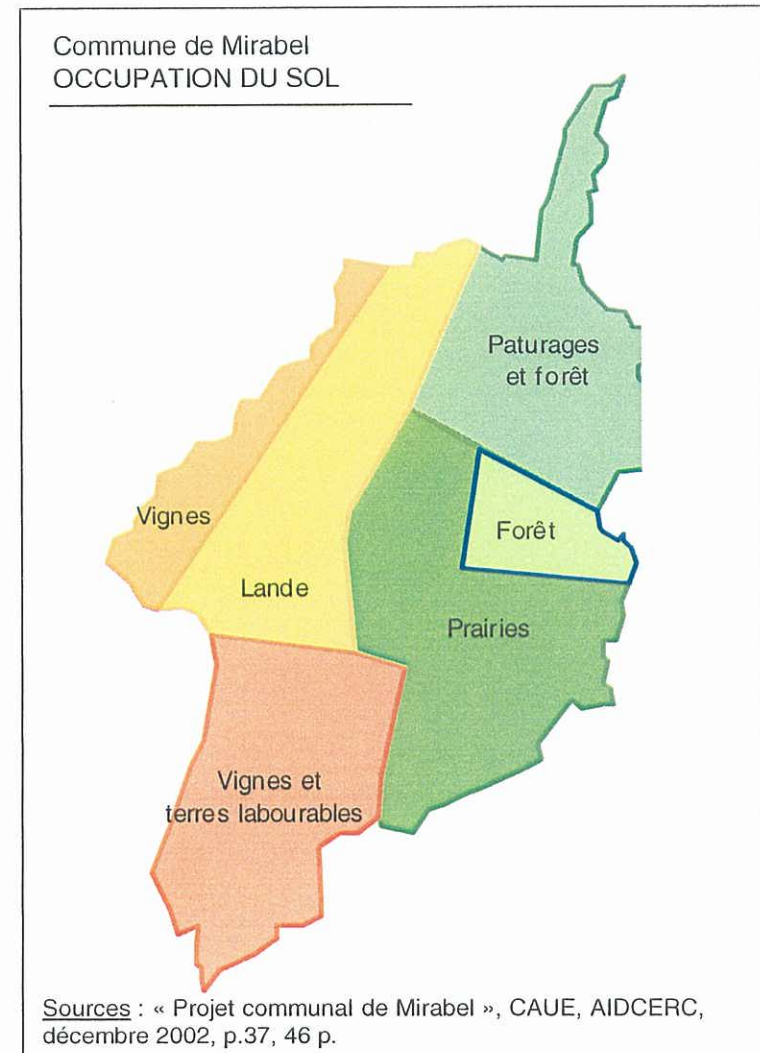 Commune de Mirabel
OCCUPATION DU SOL
Paturages
et forêt
Vignes
Forêt
Lande
Prairies
Vignes et
terres labourables
Sources : « Projet communal de Mirabel », CAUE, AIDCERC,
décembre 2002, p.37, 46 p.